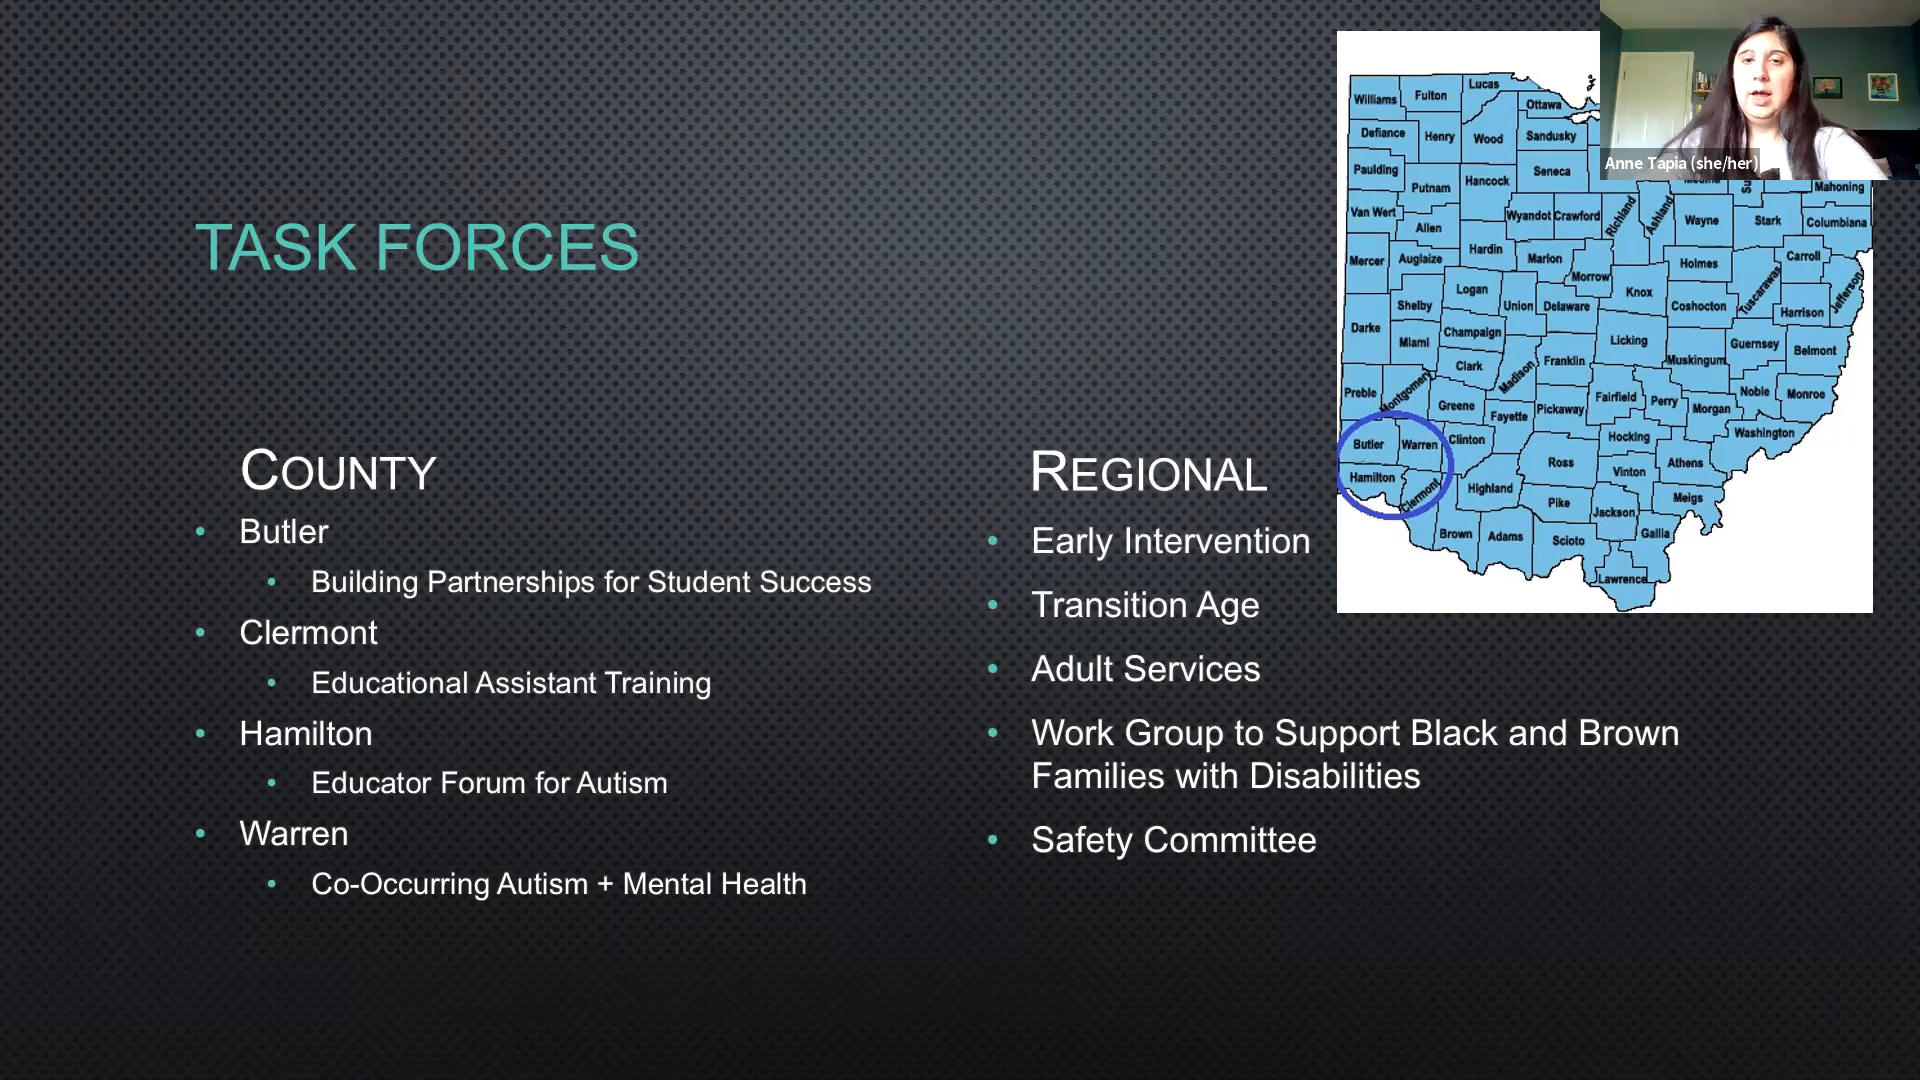 TASK FORCES
COUNTY
Butler
Building Partnerships for Student Success
Clermont
Educational Assistant Training
Hamilton
Educator Forum for Autism
Warren
Co-Occurring Autism + Mental Health
REGIONAL
Early Intervention
Transition Age
Adult Services
Work Group to Support Black and Brown
Families with Disabilities
Safety Committee
Anne Tapia (she/her)
Williams
Fulton
Lucas
Ottawa
Defiance
Henry
Wood
Sandusky
Paulding
Putnam
Hancock
Seneca
Mahoning
Van Wert
Allen
Wyandot
Crawford
Richland
Ashland
Wayne
Stark
Columbiana
Mercer
Auglaize
Hardin
Marion
Morrow
Holmes
Tuscarawas
Carroll
Jefferson
Shelby
Logan
Union
Delaware
Knox
Coshocton
Harrison
Darke
Miami
Champaign
Licking
Guernsey
Belmont
Clark
Madison
Franklin
Muskingum
Preble
Montgomery
Greene
Fayette
Pickaway
Fairfield
Perry
Morgan
Noble
Monroe
Butler
Warren
Clinton
Hocking
Washington
Hamilton
Clermont
Highland
Ross
Vinton
Athens
Pike
Jackson
Meigs
Brown
Adams
Scioto
Gallia
Lawrence